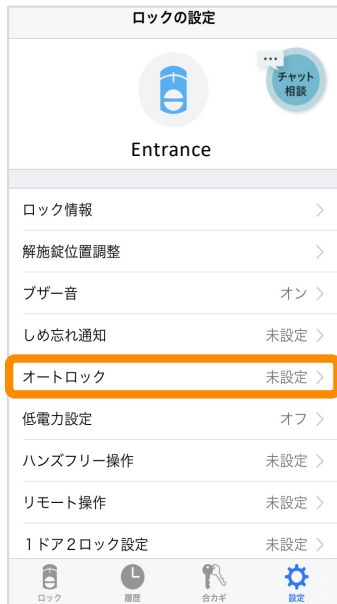 ロックの設定
チャット
相談
Entrance
ロック情報
解施錠位置調整
ブザー音 オン
しめ忘れ通知 未設定
オートロック 未設定
低電力設定 オフ
ハンズフリー操作 未設定
リモート操作 未設定
1ドア2ロック設定 未設定
ロック 履歴 合カギ 設定